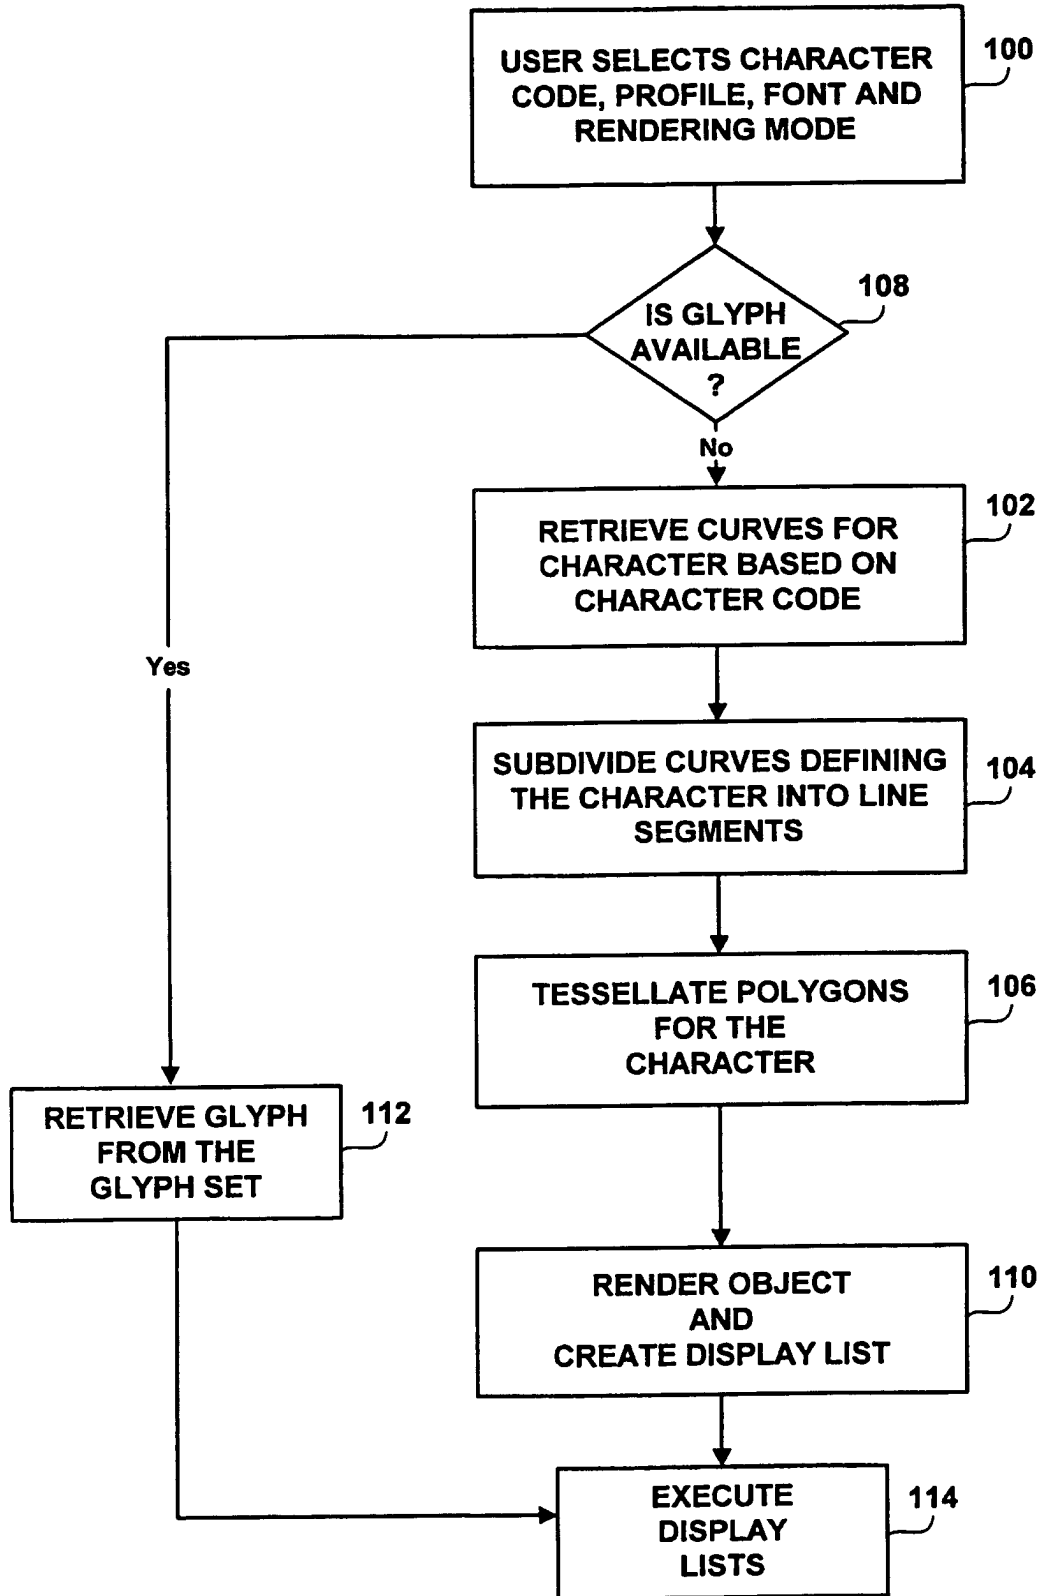 USER SELECTS CHARACTER
CODE, PROFILE, FONT AND
RENDERING MODE
100
IS GLYPH
AVAILABLE
?
108
No
RETRIEVE CURVES FOR
CHARACTER BASED ON
CHARACTER CODE
102
Yes
SUBDIVIDE CURVES DEFINING
THE CHARACTER INTO LINE
SEGMENTS
104
TESSELLATE POLYGONS
FOR THE
CHARACTER
106
RETRIEVE GLYPH
FROM THE
GLYPH SET
112
RENDER OBJECT
AND
CREATE DISPLAY LIST
110
EXECUTE
DISPLAY
LISTS
114